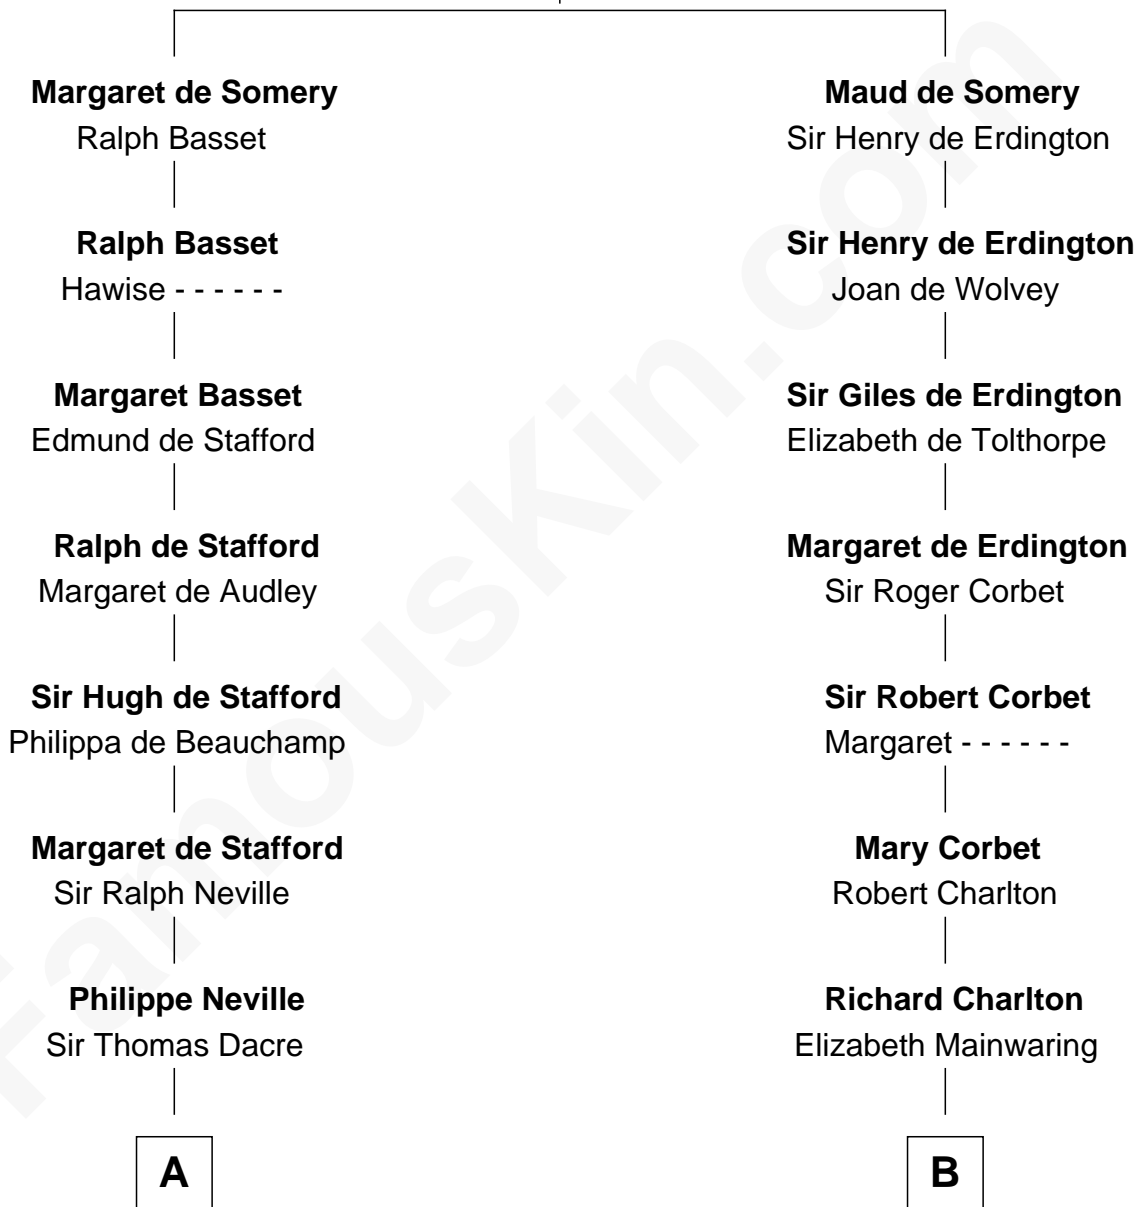 Margaret de Somery
Ralph Basset
Ralph Basset
Hawise - - - - - -
Margaret Basset
Edmund de Stafford
Ralph de Stafford
Margaret de Audley
Sir Hugh de Stafford
Philippa de Beauchamp
Margaret de Stafford
Sir Ralph Neville
Philippe Neville
Sir Thomas Dacre
A
Maud de Somery
Sir Henry de Erdington
Sir Henry de Erdington
Joan de Wolvey
Sir Giles de Erdington
Elizabeth de Tolthorpe
Margaret de Erdington
Sir Roger Corbet
Sir Robert Corbet
Margaret - - - - - -
Mary Corbet
Robert Charlton
Richard Charlton
Elizabeth Mainwaring
B
FamousKin.com